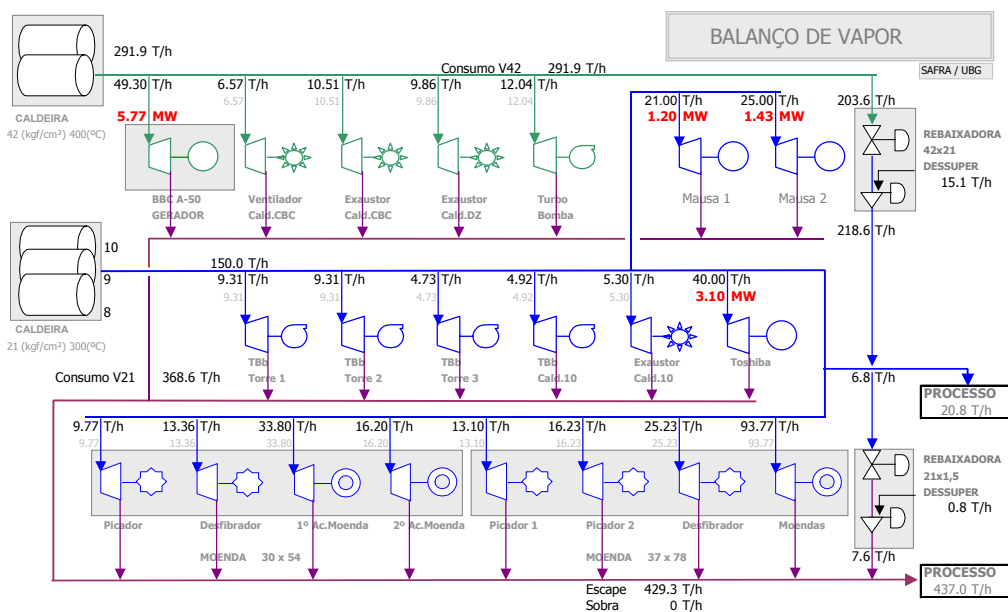 BALANÇO DE VAPOR
SAFRA / UBG
291.9 T/h
Consumo V42 291.9 T/h
49.30 T/h 6.57 T/h 10.51 T/h 9.86 T/h 12.04 T/h 21.00 T/h 25.00 T/h 203.6 T/h
6.57 10.51 9.86 12.04
5.77 MW 1.20 MW 1.43 MW
CALDEIRA
42 (kgf/cm²) 400(ºC)
REBAIXADORA
42x21
DESSUPER
15.1 T/h
BBC A-50
GERADOR
Ventilador
Cald.CBC
Exaustor
Cald.CBC
Exaustor
Cald.DZ
Turbo
Bomba
Mausa 1
Mausa 2
218.6 T/h
10
9
8
150.0 T/h
9.31 T/h 9.31 T/h 4.73 T/h 4.92 T/h 5.30 T/h 40.00 T/h
9.31 9.31 4.73 4.92 5.30
3.10 MW
CALDEIRA
21 (kgf/cm²) 300(ºC)
TBb
Torre 1
TBb
Torre 2
TBb
Torre 3
TBb
Cald.10
Exaustor
Cald.10
Toshiba
Consumo V21 368.6 T/h
6.8 T/h
PROCESSO
20.8 T/h
9.77 T/h 13.36 T/h 33.80 T/h 16.20 T/h 13.10 T/h 16.23 T/h 25.23 T/h 93.77 T/h
9.77 13.36 33.80 16.20 13.10 16.23 25.23 93.77
REBAIXADORA
21x1,5
DESSUPER
0.8 T/h
Picador Desfibrador 1º Ac.Moenda 2º Ac.Moenda Picador 1 Picador 2 Desfibrador Moendas
MOENDA 30 x 54 MOENDA 37 x 78
7.6 T/h
PROCESSO
437.0 T/h
Escape 429.3 T/h
Sobra 0 T/h